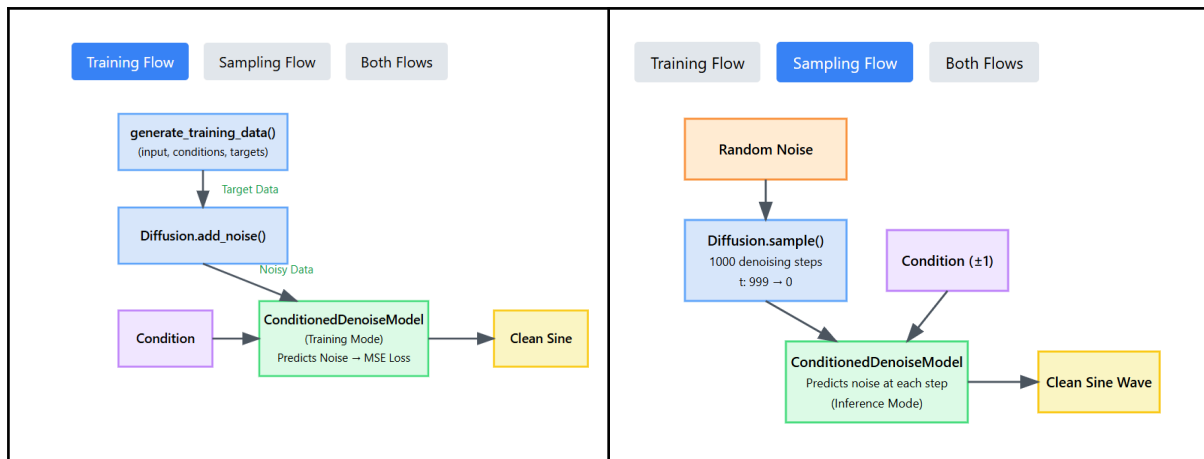 Training Flow
Sampling Flow
Both Flows
generate_training_data()
(input, conditions, targets)
Target Data
Diffusion.add_noise()
Noisy Data
Condition
ConditionedDenoiseModel
(Training Mode)
Predicts Noise → MSE Loss
Clean Sine
Training Flow
Sampling Flow
Both Flows
Random Noise
Diffusion.sample()
1000 denoising steps
t: 999 → 0
Condition (±1)
ConditionedDenoiseModel
Predicts noise at each step
(Inference Mode)
Clean Sine Wave